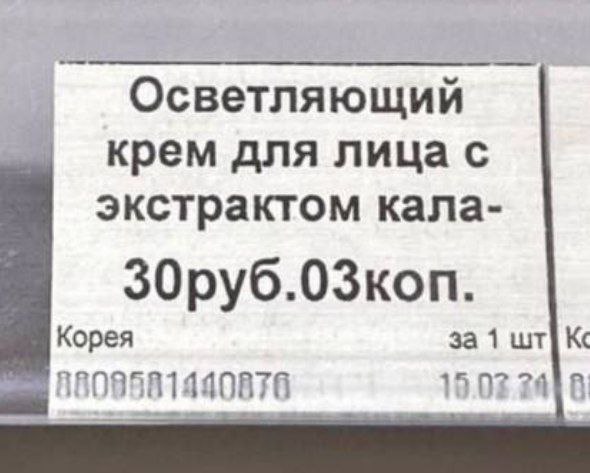 Осветляющий
крем для лица с
экстрактом кала-
30руб.03коп.
Корея за 1 шт
8809581440876 15.02.24